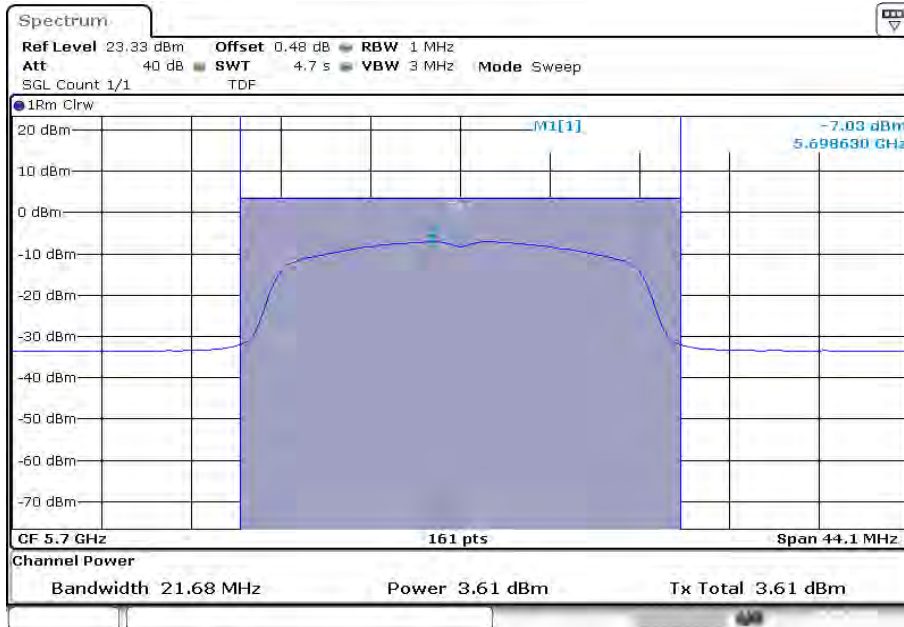 Spectrum
Ref Level 23.33 dBm Offset 0.48 dB RBW 1 MHz
Att 40 dB SWT 4.7 s VBW 3 MHz Mode Sweep
SGL Count 1/1 TDF
1Rm Clrw
M1[1] -7.03 dBm
5.698630 GHz
20 dBm
10 dBm
0 dBm
-10 dBm
-20 dBm
-30 dBm
-40 dBm
-50 dBm
-60 dBm
-70 dBm
CF 5.7 GHz 161 pts Span 44.1 MHz
Channel Power
Bandwidth 21.68 MHz Power 3.61 dBm Tx Total 3.61 dBm